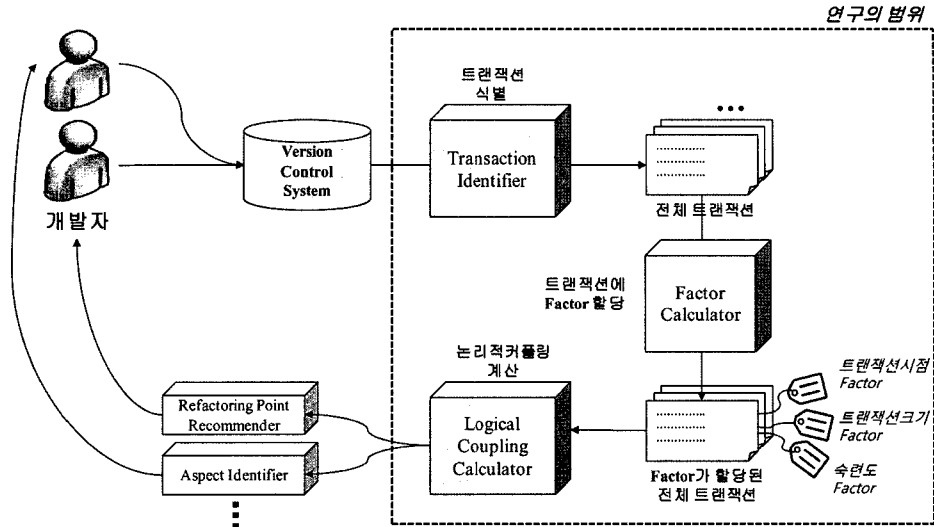 연구의 범위
트랜잭션
식별
Version
Control
System
Transaction
Identifier
개발자
전체 트랜잭션
트랜잭션에
Factor 할당
Factor
Calculator
논리적커플링
계산
트랜잭션시점
Factor
Refactoring Point
Recommender
Logical
Coupling
Calculator
트랜잭션크기
Factor
Aspect Identifier
Factor가 할당된
전체 트랜잭션
숙련도
Factor